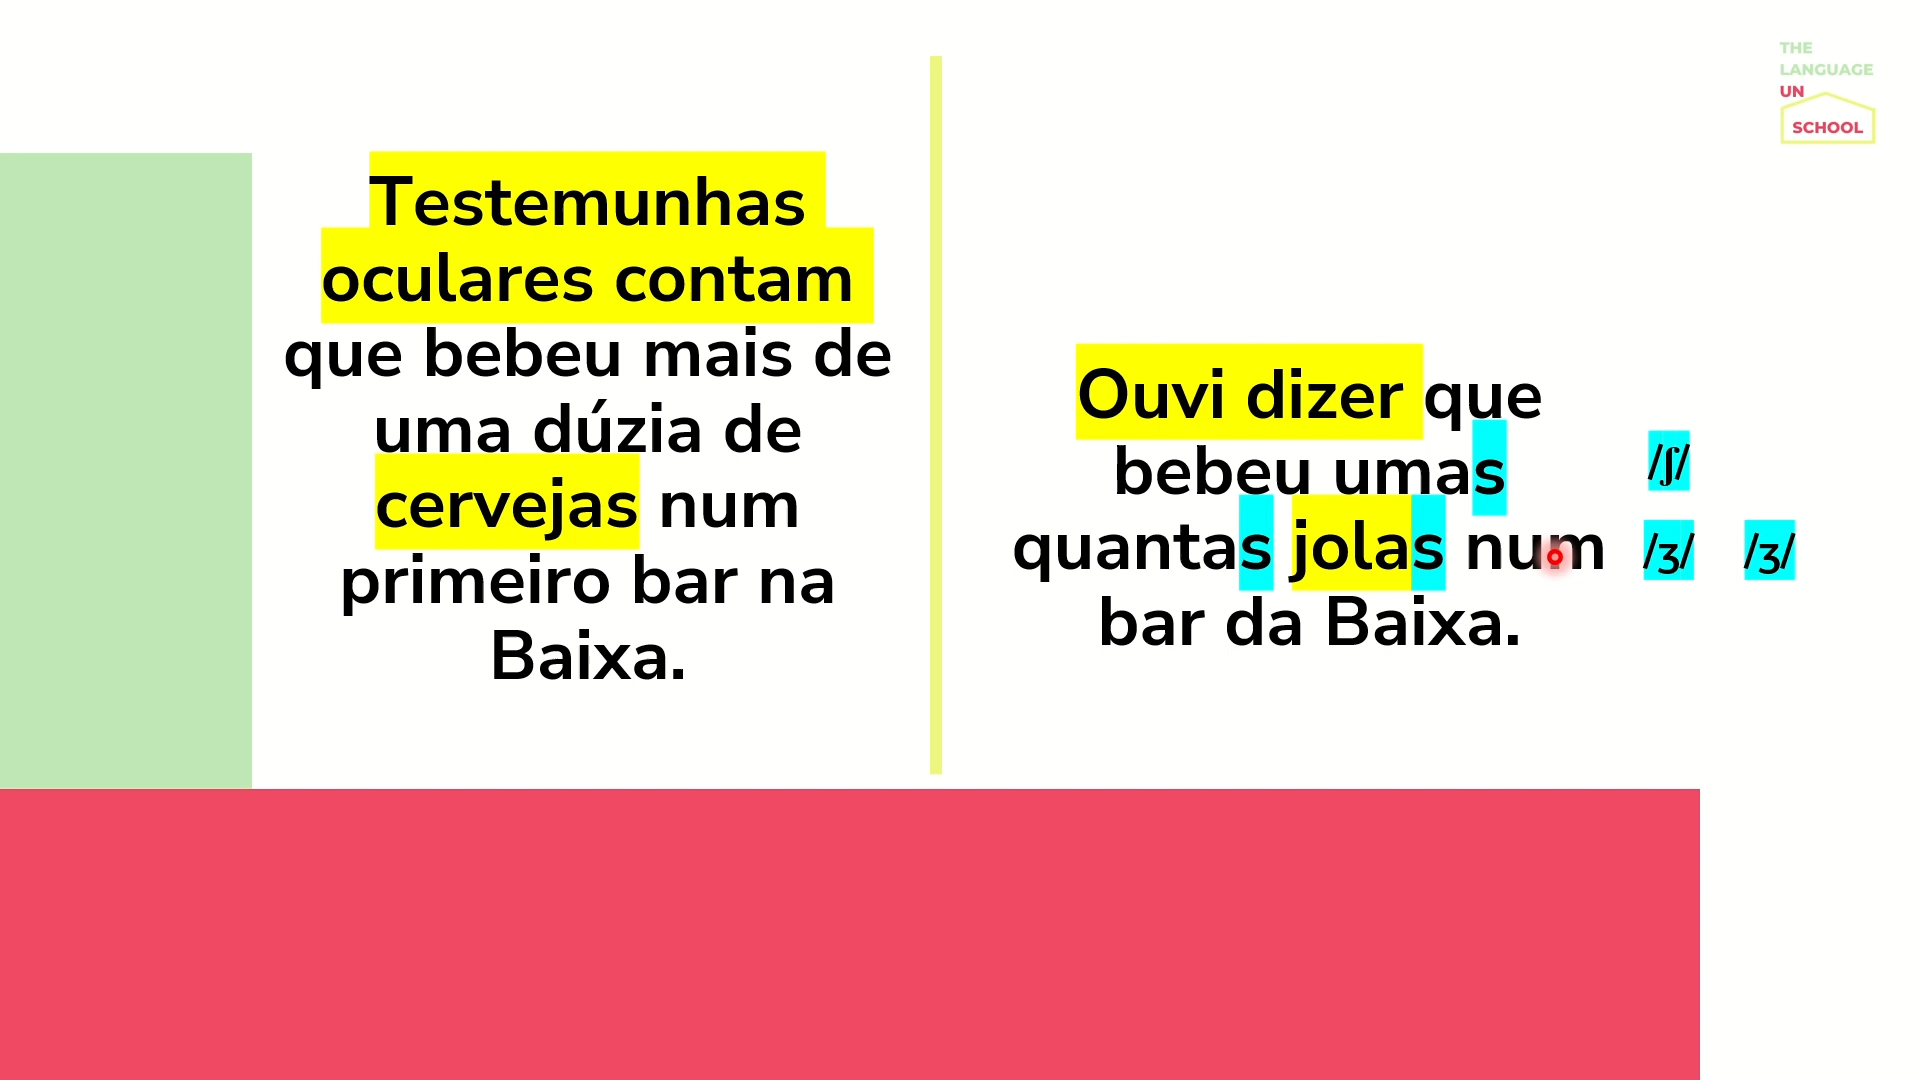 THE
LANGUAGE
UN
SCHOOL
Testemunhas
oculares contam
que bebeu mais de
uma dúzia de
cervejas num
primeiro bar na
Baixa.
Ouvi dizer que
bebeu umas
quantas jolas num
bar da Baixa.
/ʃ/
/ʒ/ /ʒ/